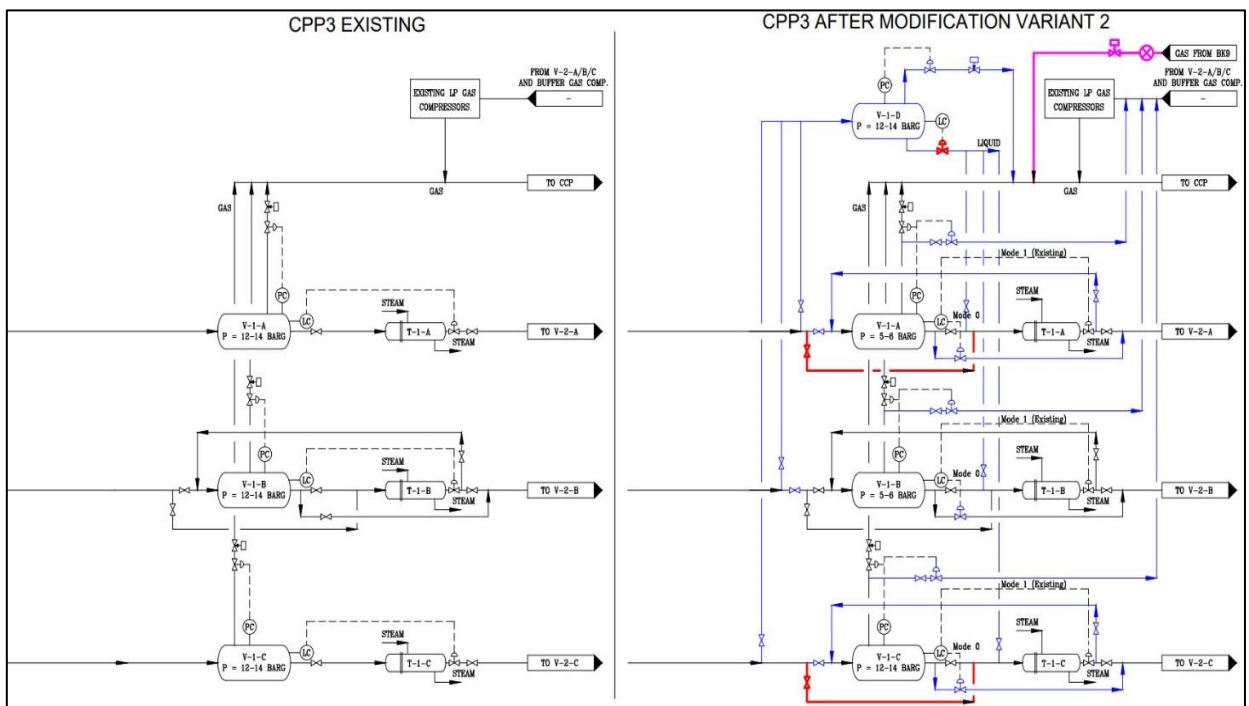 CPP3 EXISTING
FROM V-2-A/B/C
AND BUFFER GAS COMP.
-
EXISTING LP GAS
COMPRESSORS
GAS
TO CCP
GAS
PC
STEAM
V-1-A
P = 12-14 BARG
LC
T-1-A
TO V-2-A
STEAM
PC
STEAM
V-1-B
P = 12-14 BARG
LC
T-1-B
TO V-2-B
STEAM
PC
STEAM
V-1-C
P = 12-14 BARG
LC
T-1-C
TO V-2-C
STEAM
CPP3 AFTER MODIFICATION VARIANT 2
GAS FROM BK9
FROM V-2-A/B/C
AND BUFFER GAS COMP.
-
PC
V-1-D
P = 12-14 BARG
LC
EXISTING LP GAS
COMPRESSORS
LIQUID
GAS
TO CCP
GAS
Mode 1 (Existing)
PC
STEAM
Mode 0
V-1-A
P = 5-6 BARG
LC
T-1-A
TO V-2-A
STEAM
Mode 1 (Existing)
PC
STEAM
Mode 0
V-1-B
P = 5-6 BARG
LC
T-1-B
TO V-2-B
STEAM
Mode 1 (Existing)
PC
STEAM
Mode 0
V-1-C
P = 12-14 BARG
LC
T-1-C
TO V-2-C
STEAM